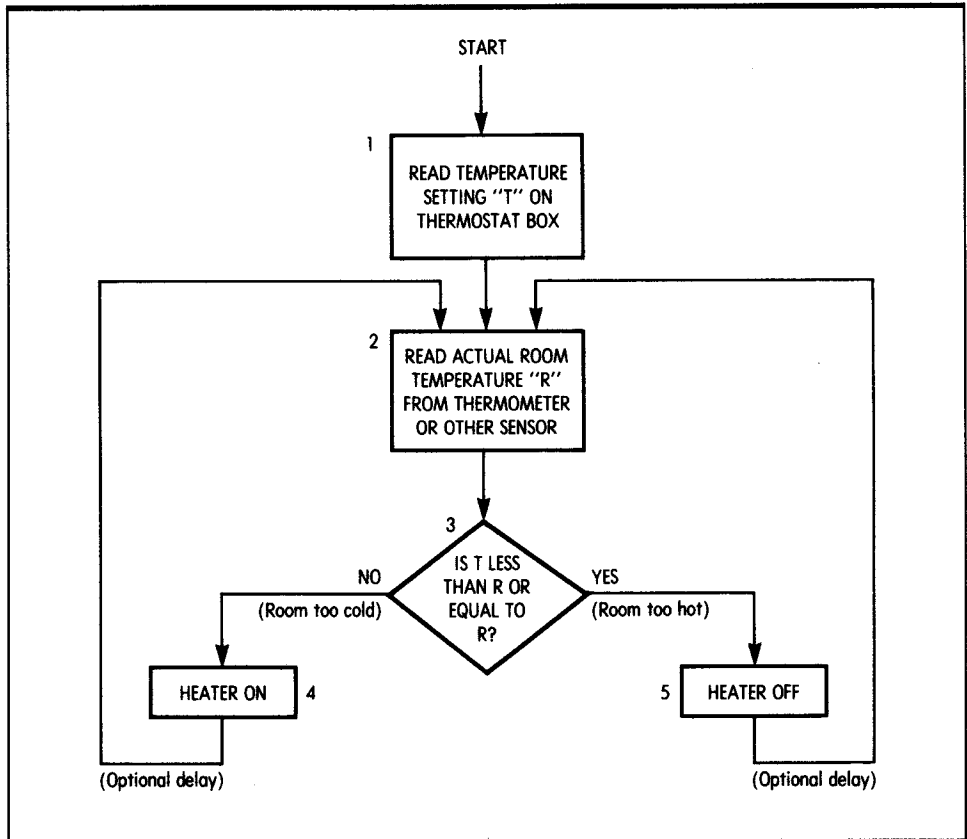 START
1
READ TEMPERATURE
SETTING "T" ON
THERMOSTAT BOX
2
READ ACTUAL ROOM
TEMPERATURE "R"
FROM THERMOMETER
OR OTHER SENSOR
3
IS T LESS
THAN R OR
EQUAL TO
R?
NO
(Room too cold)
YES
(Room too hot)
HEATER ON
4
5
HEATER OFF
(Optional delay)
(Optional delay)